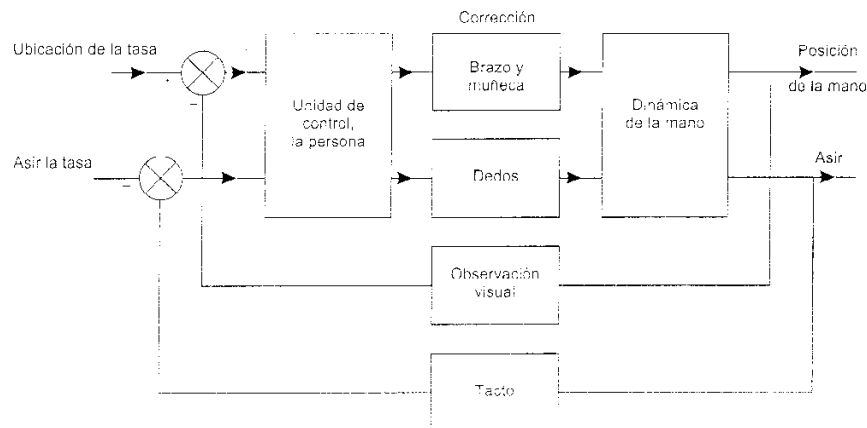 Corrección
Ubicación de la tasa
Brazo y
muñeca
Posición
de la mano
Unidad de
control,
la persona
Dinámica
de la mano
Asir la tasa
Dedos
Asir
Observación
visual
Tacto